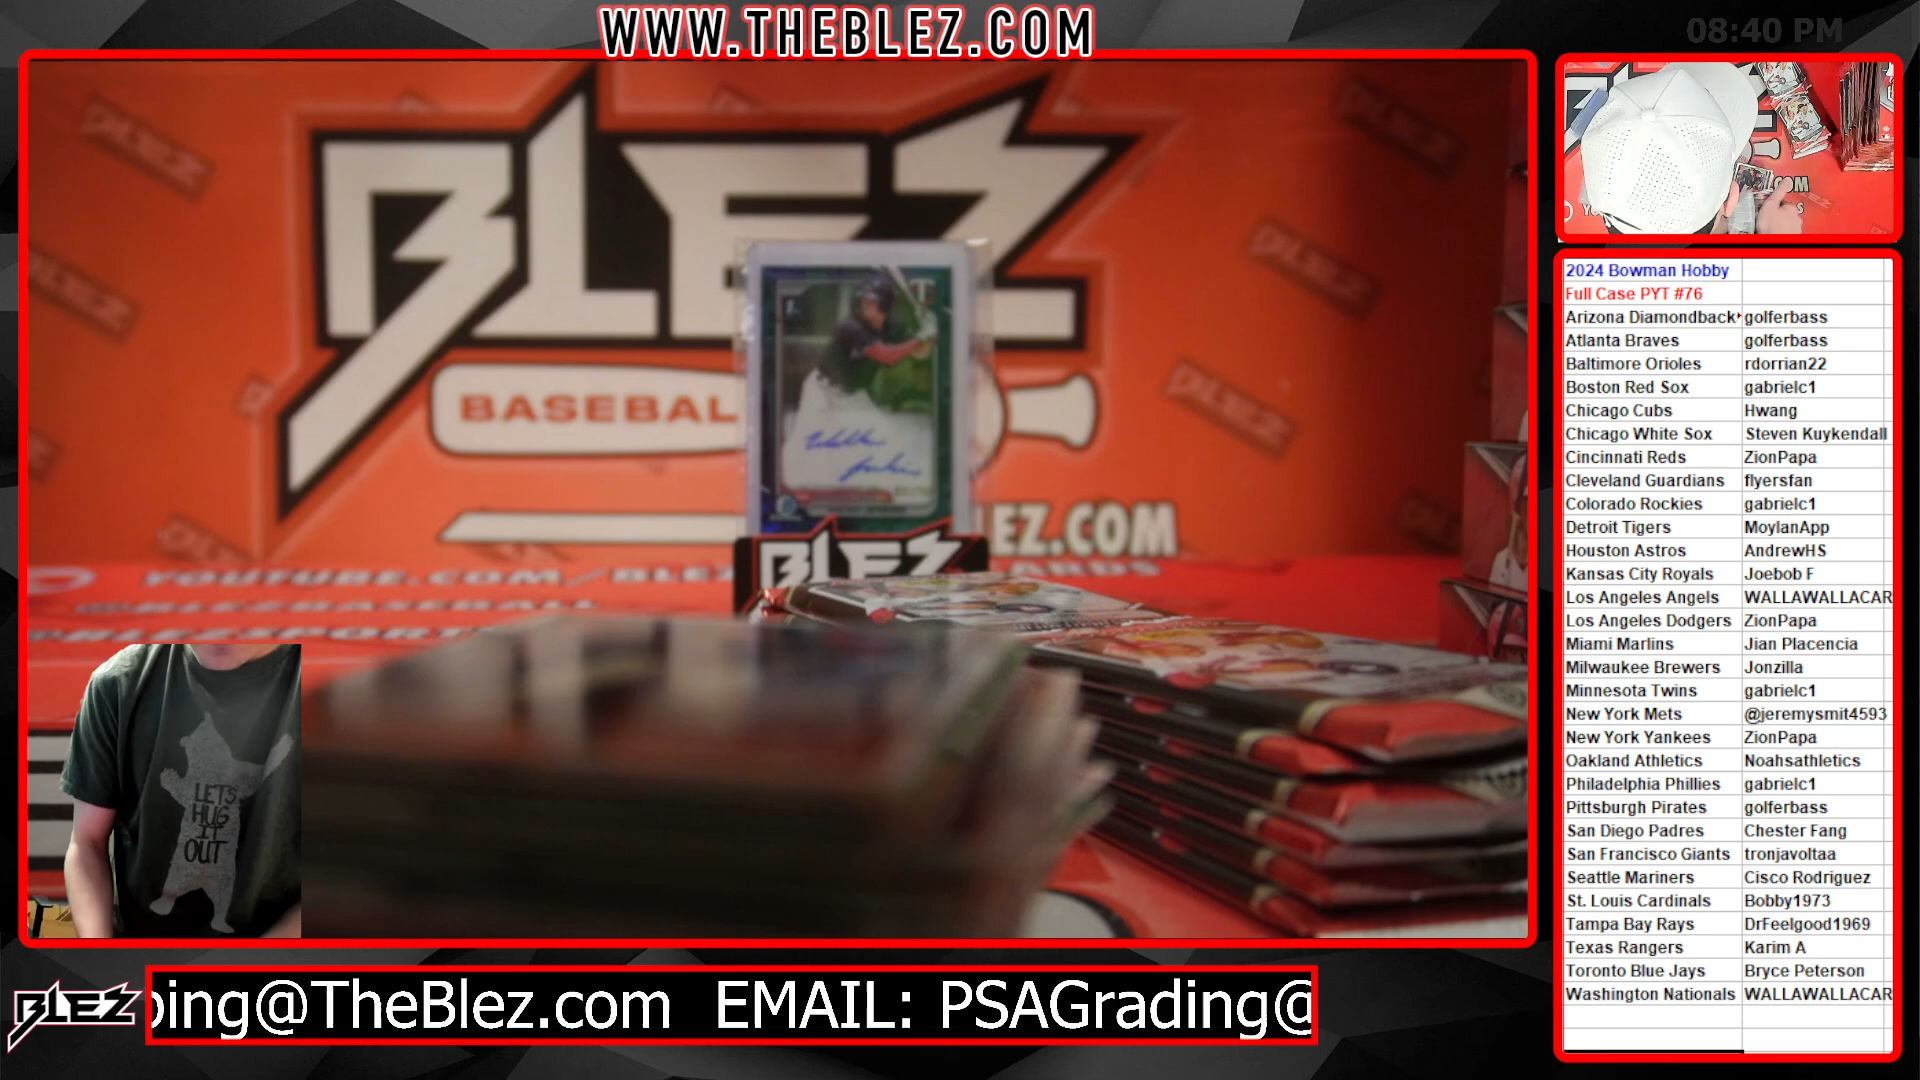 WWW.THEBLEZ.COM
08:40 PM
BLEZ
BASEBAL
EZ.COM
YOUTUBE.COM/BLEZ
ARDS
BLEZ
LETS
HUG
IT
OUT
BLEZ
ping@TheBlez.com EMAIL: PSAGrading@
2024 Bowman Hobby
Full Case PYT #76
Arizona Diamondback golferbass
Atlanta Braves golferbass
Baltimore Orioles rdorrian22
Boston Red Sox gabrielc1
Chicago Cubs Hwang
Chicago White Sox Steven Kuykendall
Cincinnati Reds ZionPapa
Cleveland Guardians flyersfan
Colorado Rockies gabrielc1
Detroit Tigers MoylanApp
Houston Astros AndrewHS
Kansas City Royals Joebob F
Los Angeles Angels WALLAWALLACAR
Los Angeles Dodgers ZionPapa
Miami Marlins Jian Placencia
Milwaukee Brewers Jonzilla
Minnesota Twins gabrielc1
New York Mets @jeremysmit4593
New York Yankees ZionPapa
Oakland Athletics Noahsathletics
Philadelphia Phillies gabrielc1
Pittsburgh Pirates golferbass
San Diego Padres Chester Fang
San Francisco Giants tronjavoltaa
Seattle Mariners Cisco Rodriguez
St. Louis Cardinals Bobby1973
Tampa Bay Rays DrFeelgood1969
Texas Rangers Karim A
Toronto Blue Jays Bryce Peterson
Washington Nationals WALLAWALLACAR